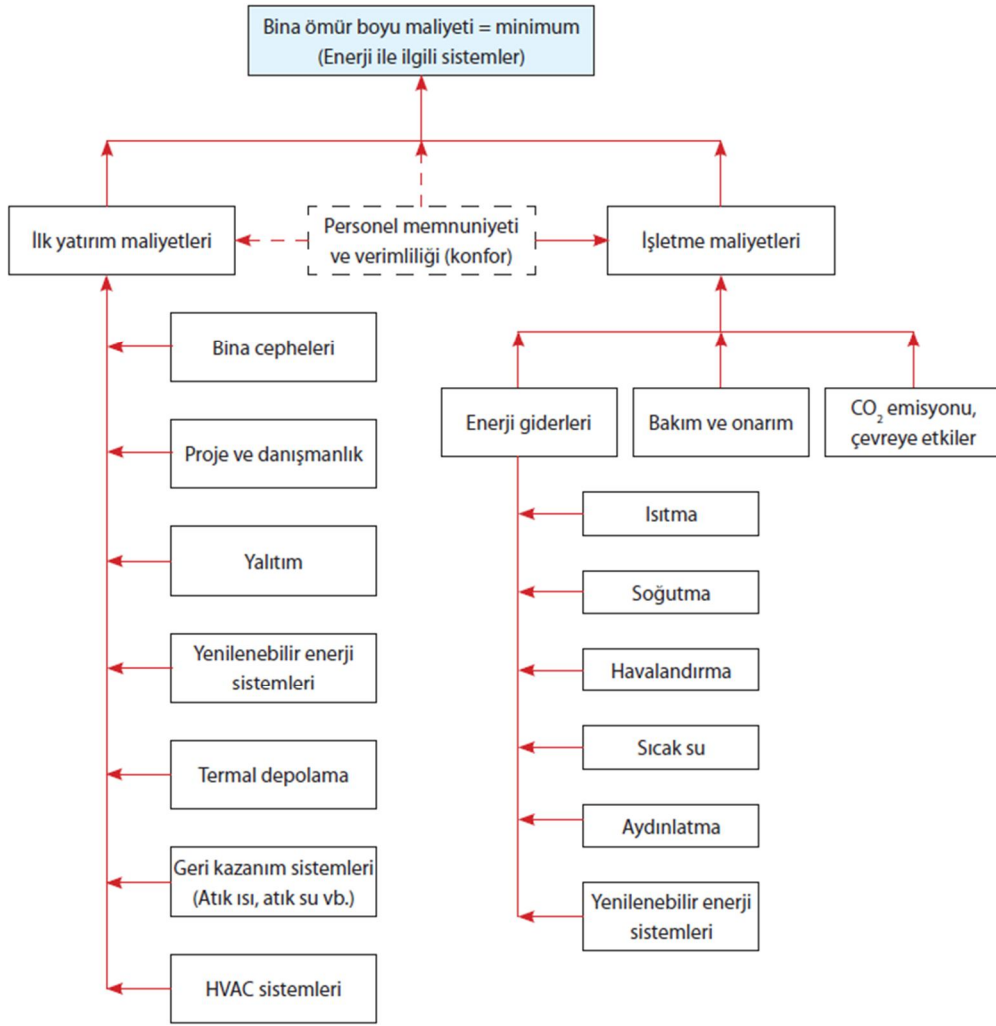 Bina ömür boyu maliyeti = minimum
(Enerji ile ilgili sistemler)
İlk yatırım maliyetleri
Personel memnuniyeti
ve verimliliği (konfor)
İşletme maliyetleri
Bina cepheleri
Proje ve danışmanlık
Yalıtım
Yenilenebilir enerji
sistemleri
Termal depolama
Geri kazanım sistemleri
(Atık ısı, atık su vb.)
HVAC sistemleri
Enerji giderleri
Bakım ve onarım
CO₂ emisyonu,
çevreye etkiler
Isıtma
Soğutma
Havalandırma
Sıcak su
Aydınlatma
Yenilenebilir enerji
sistemleri